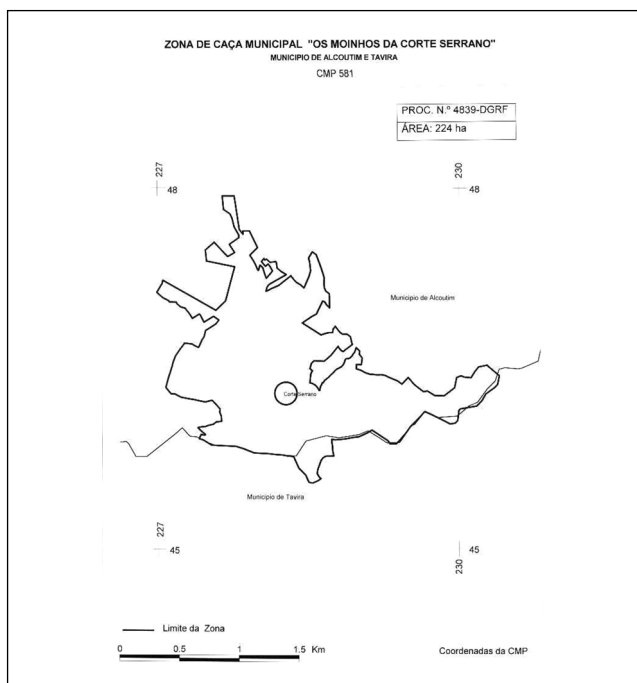 ZONA DE CAÇA MUNICIPAL "OS MOINHOS DA CORTE SERRANO"
MUNICIPIO DE ALCOUTIM E TAVIRA
CMP 581
PROC. N.º 4839-DGRF
ÁREA: 224 ha
227
48
230
48
Municipio de Alcoutim
Corte Serrano
Municipio de Tavira
227
45
230
45
Limite da Zona
0 0.5 1 1.5 Km
Coordenadas da CMP